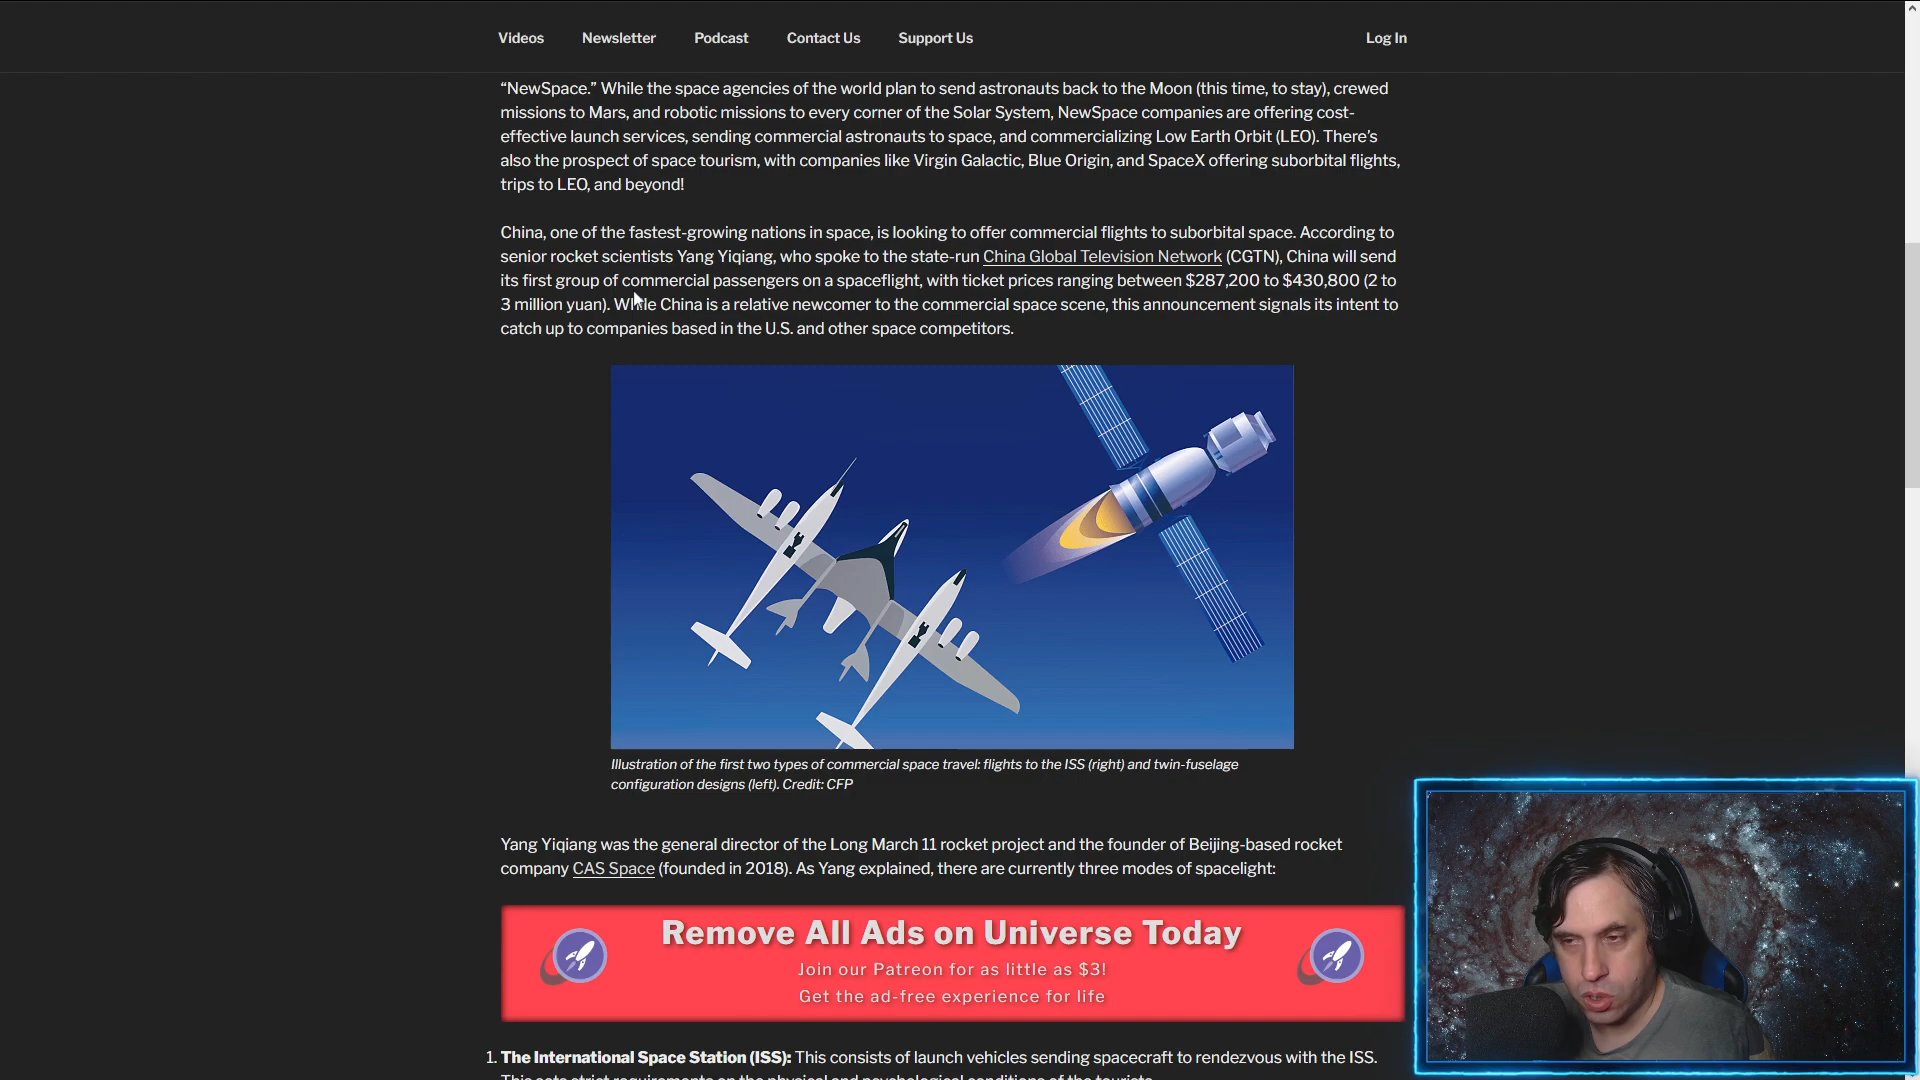 Videos
Newsletter
Podcast
Contact Us
Support Us
Log In
“NewSpace.” While the space agencies of the world plan to send astronauts back to the Moon (this time, to stay), crewed
missions to Mars, and robotic missions to every corner of the Solar System, NewSpace companies are offering cost-
effective launch services, sending commercial astronauts to space, and commercializing Low Earth Orbit (LEO). There’s
also the prospect of space tourism, with companies like Virgin Galactic, Blue Origin, and SpaceX offering suborbital flights,
trips to LEO, and beyond!
China, one of the fastest-growing nations in space, is looking to offer commercial flights to suborbital space. According to
senior rocket scientists Yang Yiqiang, who spoke to the state-run China Global Television Network (CGTN), China will send
its first group of commercial passengers on a spaceflight, with ticket prices ranging between $287,200 to $430,800 (2 to
3 million yuan). While China is a relative newcomer to the commercial space scene, this announcement signals its intent to
catch up to companies based in the U.S. and other space competitors.
Illustration of the first two types of commercial space travel: flights to the ISS (right) and twin-fuselage
configuration designs (left). Credit: CFP
Yang Yiqiang was the general director of the Long March 11 rocket project and the founder of Beijing-based rocket
company CAS Space (founded in 2018). As Yang explained, there are currently three modes of spacelight:
Remove All Ads on Universe Today
Join our Patreon for as little as $3!
Get the ad-free experience for life
1. The International Space Station (ISS): This consists of launch vehicles sending spacecraft to rendezvous with the ISS.
This sets strict requirements on the physical and psychological conditions of the tourists.